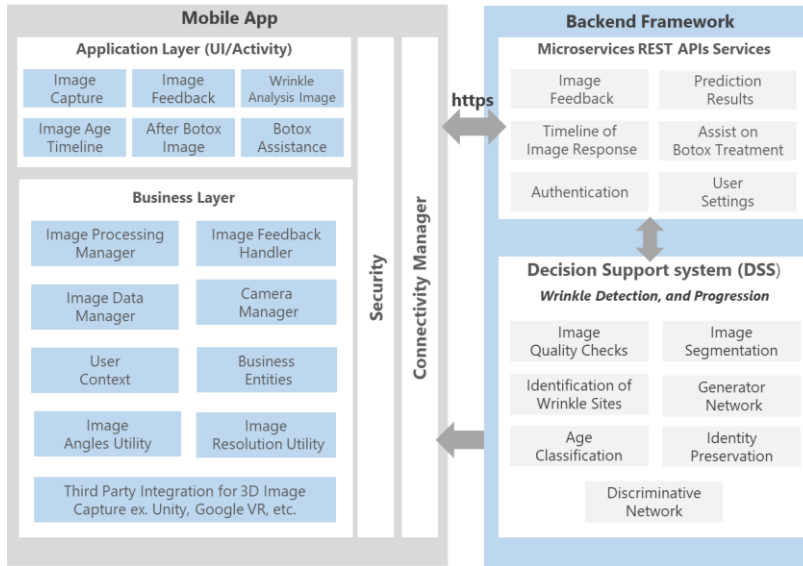 Mobile App
Application Layer (UI/Activity)
Image
Capture
Image
Feedback
Wrinkle
Analysis Image
Image Age
Timeline
After Botox
Image
Botox
Assistance
Business Layer
Image Processing
Manager
Image Feedback
Handler
Image Data
Manager
Camera
Manager
User
Context
Business
Entities
Image
Angles Utility
Image
Resolution Utility
Third Party Integration for 3D Image
Capture ex. Unity, Google VR, etc.
Security
Connectivity Manager
https
Backend Framework
Microservices REST APIs Services
Image
Feedback
Prediction
Results
Timeline of
Image Response
Assist on
Botox Treatment
Authentication
User
Settings
Decision Support system (DSS)
Wrinkle Detection, and Progression
Image
Quality Checks
Image
Segmentation
Identification of
Wrinkle Sites
Generator
Network
Age
Classification
Identity
Preservation
Discriminative
Network